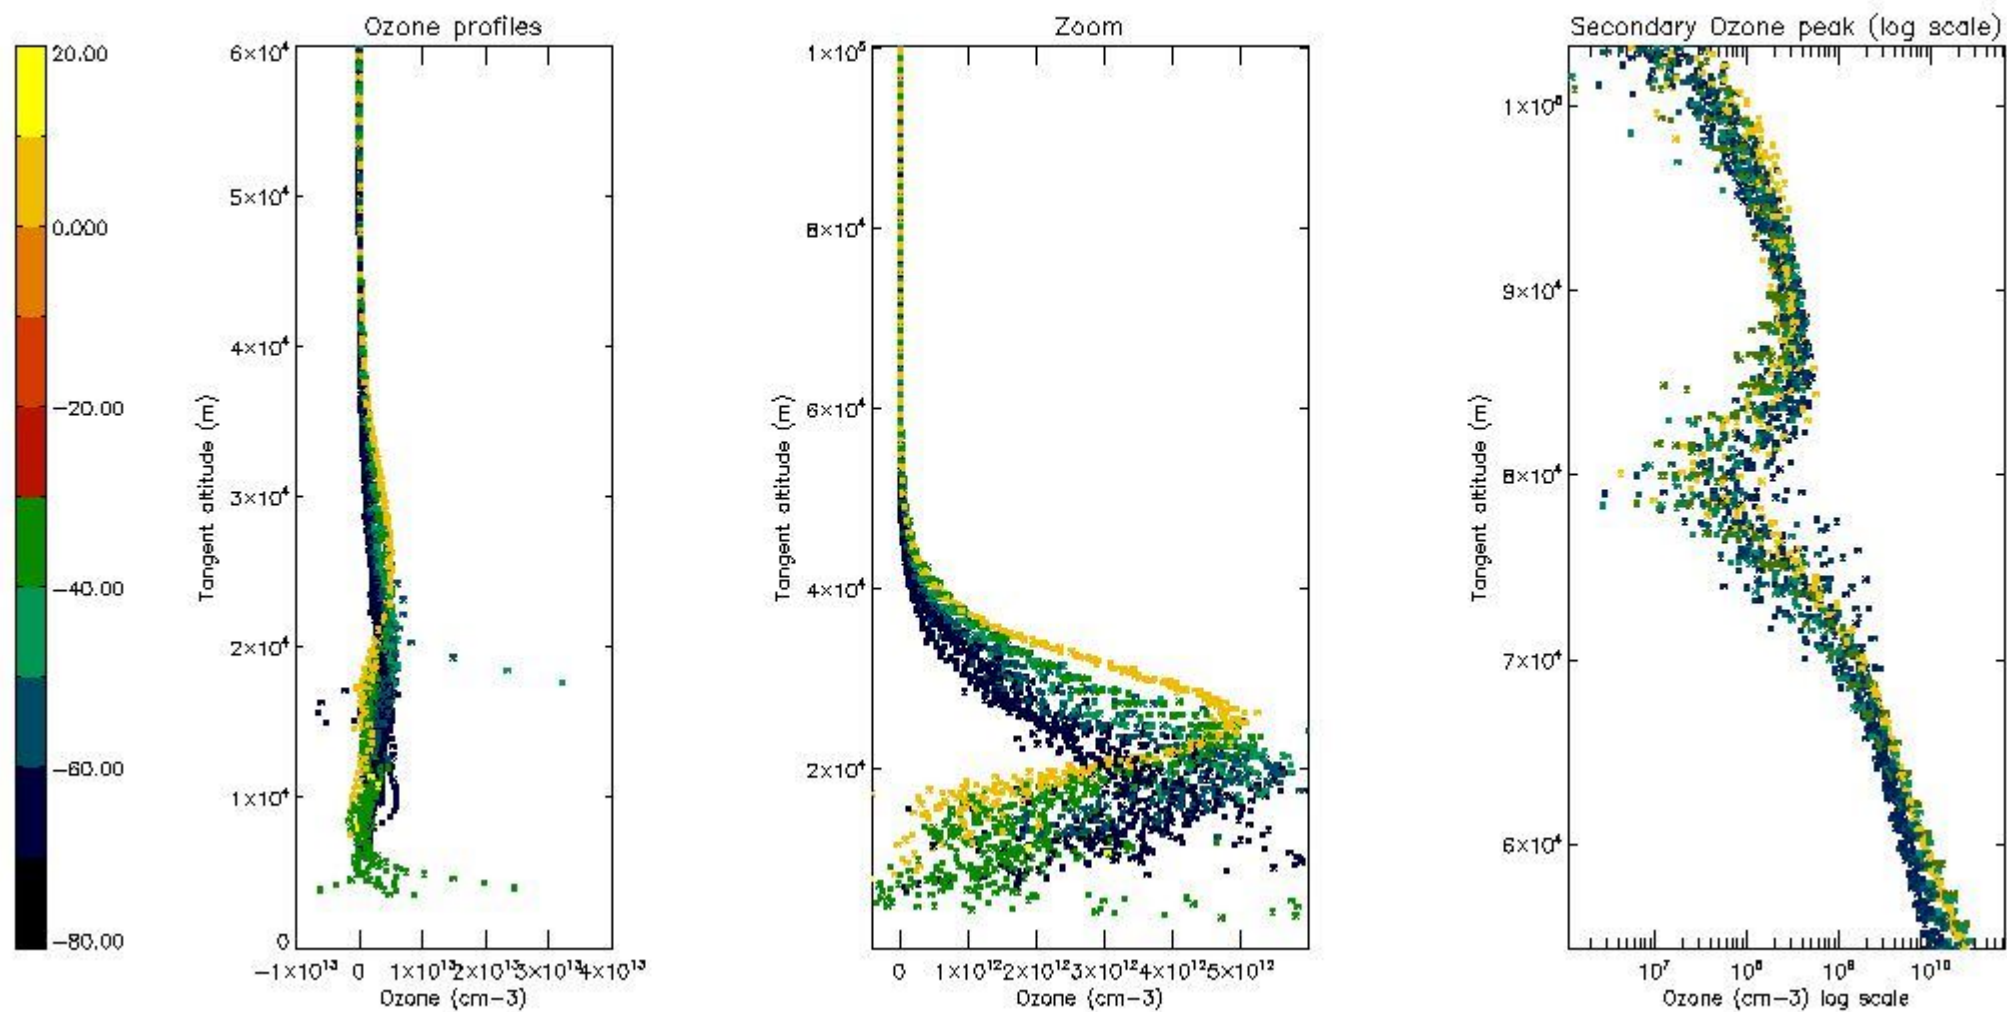 Ozone profiles
Zoom
Secondary Ozone peak (log scale)
20.00
0.000
−20.00
−40.00
−60.00
−80.00
6×10⁴
5×10⁴
4×10⁴
3×10⁴
2×10⁴
1×10⁴
0
Tangent altitude (m)
−1×10¹³ 0 1×10¹³ 2×10¹³ 3×10¹³ 4×10¹³
Ozone (cm−3)
1×10⁵
8×10⁴
6×10⁴
4×10⁴
2×10⁴
Tangent altitude (m)
0 1×10¹² 2×10¹² 3×10¹² 4×10¹² 5×10¹²
Ozone (cm−3)
1×10⁵
9×10⁴
8×10⁴
7×10⁴
6×10⁴
Tangent altitude (m)
10⁷ 10⁸ 10⁹ 10¹⁰
Ozone (cm−3) log scale